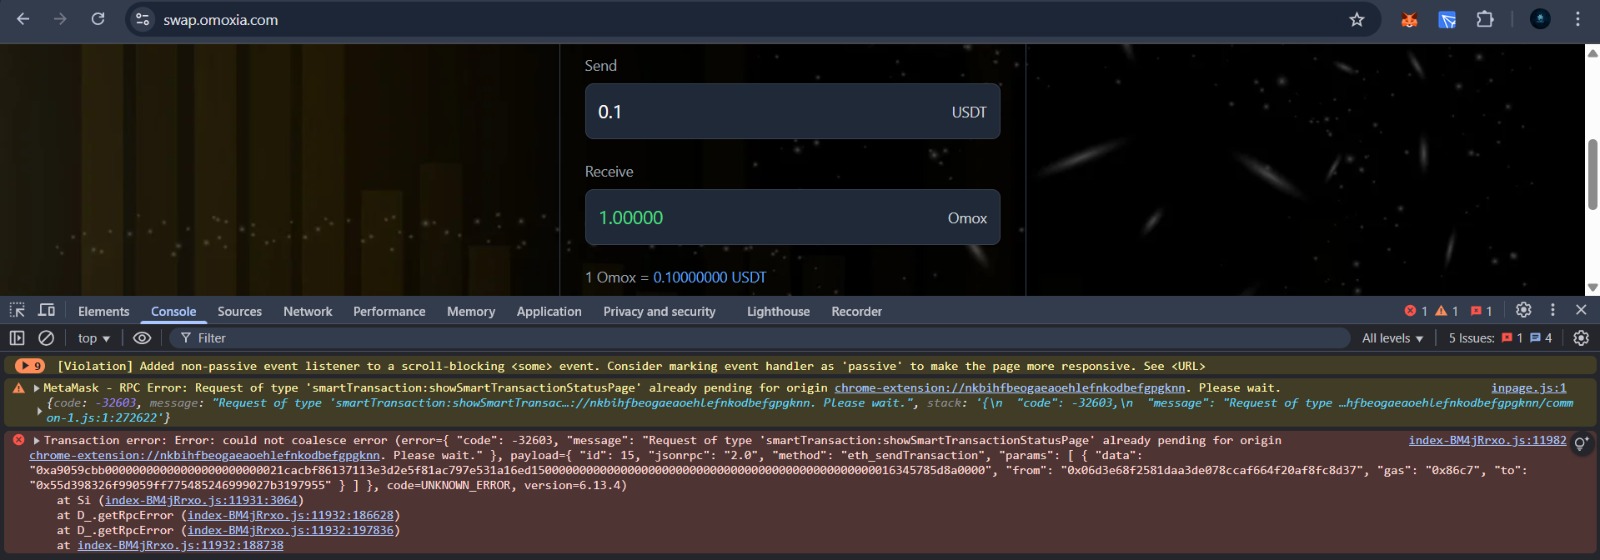 swap.omoxia.com
Send
0.1 USDT
Receive
1.00000 Omox
1 Omox = 0.10000000 USDT
Elements Console Sources Network Performance Memory Application Privacy and security Lighthouse Recorder 1 1 1
top Filter All levels 5 Issues: 1 4
9 [Violation] Added non-passive event listener to a scroll-blocking <some> event. Consider marking event handler as 'passive' to make the page more responsive. See <URL>
MetaMask - RPC Error: Request of type 'smartTransaction:showSmartTransactionStatusPage' already pending for origin chrome-extension://nkbihfbeogaeaoehlefnkodbefgpgknn. Please wait. inpage.js:1
{code: -32603, message: "Request of type 'smartTransaction:showSmartTransac…://nkbihfbeogaeaoehlefnkodbefgpgknn. Please wait.", stack: '{\n  "code": -32603,\n  "message": "Request of type …hfbeogaeaoehlefnkodbefgpgknn/comm
on-1.js:1:272622'}
Transaction error: Error: could not coalesce error (error={ "code": -32603, "message": "Request of type 'smartTransaction:showSmartTransactionStatusPage' already pending for origin index-BM4jRrxo.js:11982
chrome-extension://nkbihfbeogaeaoehlefnkodbefgpgknn. Please wait." }, payload={ "id": 15, "jsonrpc": "2.0", "method": "eth_sendTransaction", "params": [ { "data":
"0xa9059cbb00000000000000000000000021cacbf86137113e3d2e5f81ac797e531a16ed15000000000000000000000000000000000000000000000000016345785d8a0000", "from": "0x06d3e68f2581daa3de078ccaf664f20af8fc8d37", "gas": "0x86c7", "to":
"0x55d398326f99059ff775485246999027b3197955" } ] }, code=UNKNOWN_ERROR, version=6.13.4)
at Si (index-BM4jRrxo.js:11931:3064)
at D_.getRpcError (index-BM4jRrxo.js:11932:186628)
at D_.getRpcError (index-BM4jRrxo.js:11932:197836)
at index-BM4jRrxo.js:11932:188738